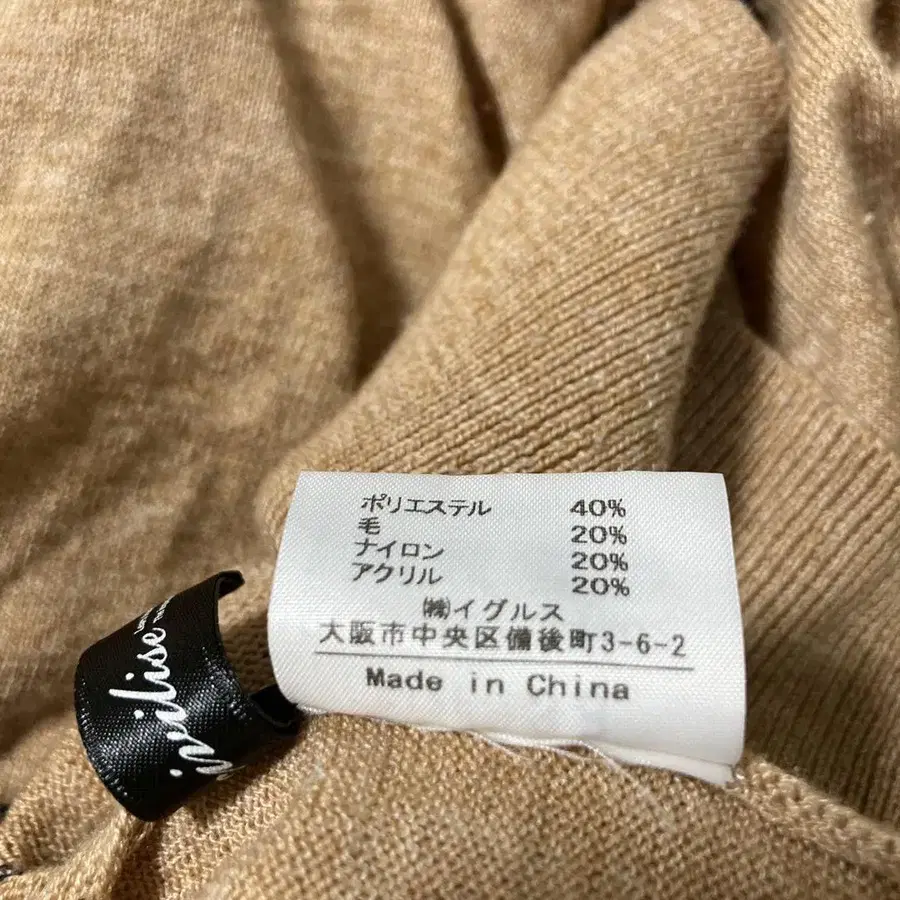 ポリエステル 40%
毛 20%
ナイロン 20%
アクリル 20%
㈱イグルス
大阪市中央区備後町3-6-2
Made in China